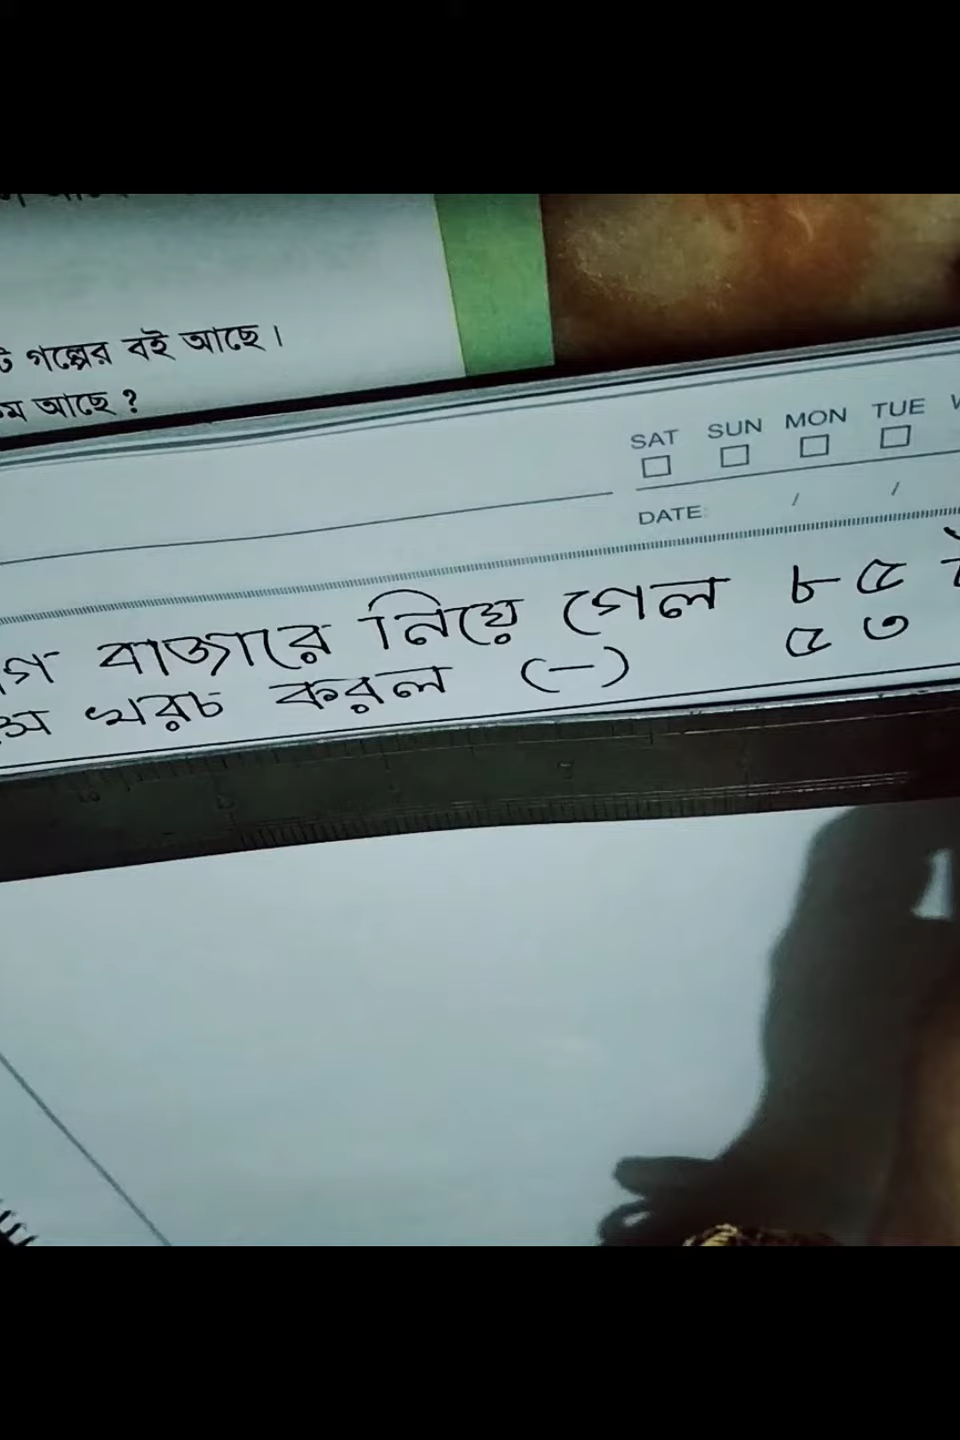 গল্পের বই আছে।
আছে ?
SAT SUN MON TUE
DATE: / /
বাজারে নিয়ে গেল ৮৫
খরচ করল (-) ৫৩